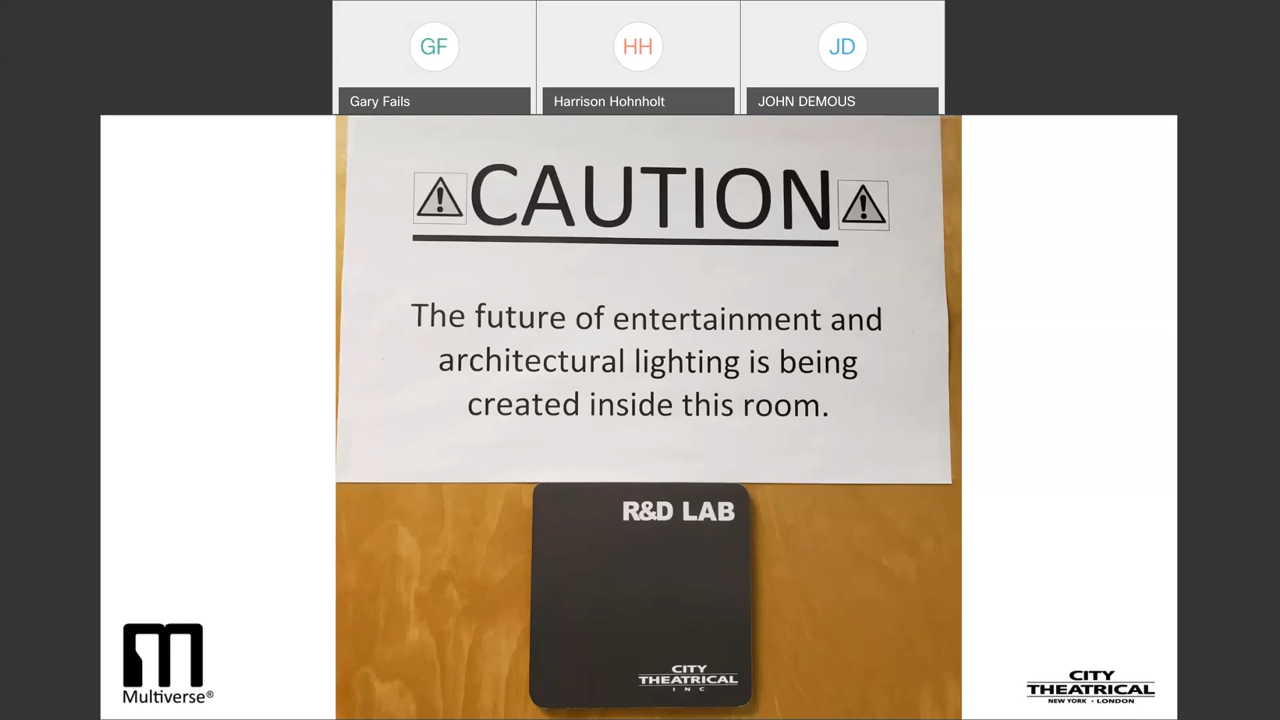 GF
HH
JD
Gary Fails
Harrison Hohnholt
JOHN DEMOUS
CAUTION
The future of entertainment and
architectural lighting is being
created inside this room.
R&D LAB
CITY
THEATRICAL
INC
Multiverse®
CITY
THEATRICAL
NEW YORK • LONDON